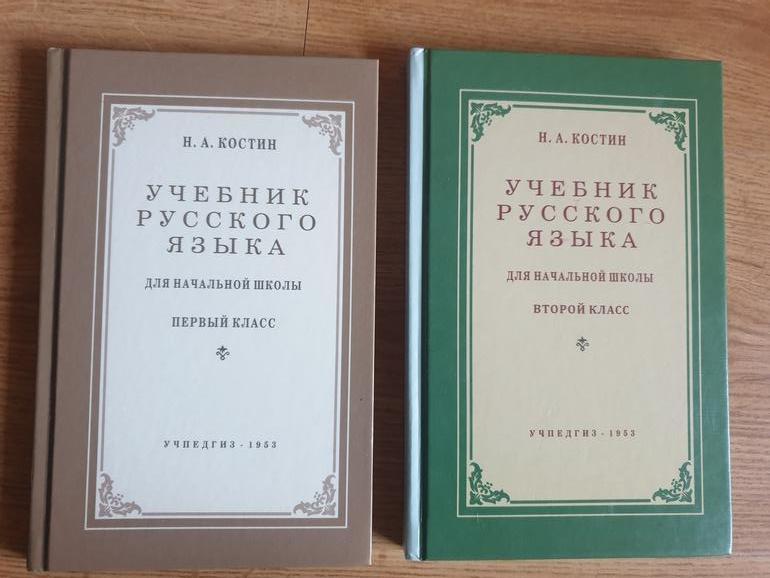 Н. А. КОСТИН
УЧЕБНИК
РУССКОГО
ЯЗЫКА
ДЛЯ НАЧАЛЬНОЙ ШКОЛЫ
ПЕРВЫЙ КЛАСС
УЧПЕДГИЗ - 1953
Н. А. КОСТИН
УЧЕБНИК
РУССКОГО
ЯЗЫКА
ДЛЯ НАЧАЛЬНОЙ ШКОЛЫ
ВТОРОЙ КЛАСС
УЧПЕДГИЗ - 1953